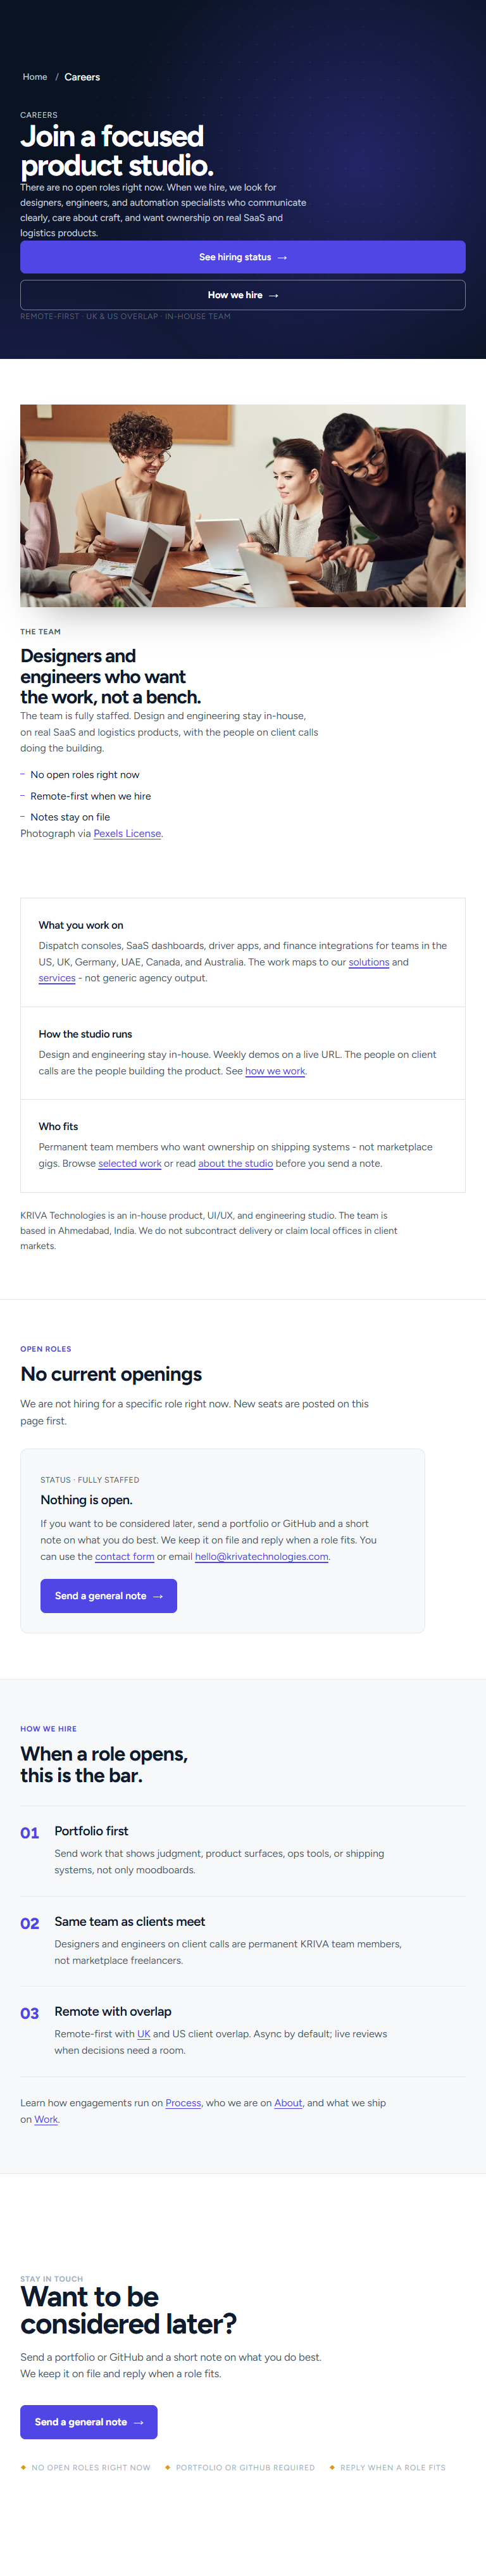 Home / Careers
CAREERS
Join a focused
product studio.
There are no open roles right now. When we hire, we look for
designers, engineers, and automation specialists who communicate
clearly, care about craft, and want ownership on real SaaS and
logistics products.
See hiring status →
How we hire →
REMOTE-FIRST · UK & US OVERLAP · IN-HOUSE TEAM
THE TEAM
Designers and
engineers who want
the work, not a bench.
The team is fully staffed. Design and engineering stay in-house,
on real SaaS and logistics products, with the people on client calls
doing the building.
– No open roles right now
– Remote-first when we hire
– Notes stay on file
Photograph via Pexels License.
What you work on
Dispatch consoles, SaaS dashboards, driver apps, and finance integrations for teams in the
US, UK, Germany, UAE, Canada, and Australia. The work maps to our solutions and
services - not generic agency output.
How the studio runs
Design and engineering stay in-house. Weekly demos on a live URL. The people on client
calls are the people building the product. See how we work.
Who fits
Permanent team members who want ownership on shipping systems - not marketplace
gigs. Browse selected work or read about the studio before you send a note.
KRIVA Technologies is an in-house product, UI/UX, and engineering studio. The team is
based in Ahmedabad, India. We do not subcontract delivery or claim local offices in client
markets.
OPEN ROLES
No current openings
We are not hiring for a specific role right now. New seats are posted on this
page first.
STATUS · FULLY STAFFED
Nothing is open.
If you want to be considered later, send a portfolio or GitHub and a short
note on what you do best. We keep it on file and reply when a role fits. You
can use the contact form or email hello@krivatechnologies.com.
Send a general note →
HOW WE HIRE
When a role opens,
this is the bar.
01 Portfolio first
Send work that shows judgment, product surfaces, ops tools, or shipping
systems, not only moodboards.
02 Same team as clients meet
Designers and engineers on client calls are permanent KRIVA team members,
not marketplace freelancers.
03 Remote with overlap
Remote-first with UK and US client overlap. Async by default; live reviews
when decisions need a room.
Learn how engagements run on Process, who we are on About, and what we ship
on Work.
STAY IN TOUCH
Want to be
considered later?
Send a portfolio or GitHub and a short note on what you do best.
We keep it on file and reply when a role fits.
Send a general note →
◆ NO OPEN ROLES RIGHT NOW ◆ PORTFOLIO OR GITHUB REQUIRED ◆ REPLY WHEN A ROLE FITS